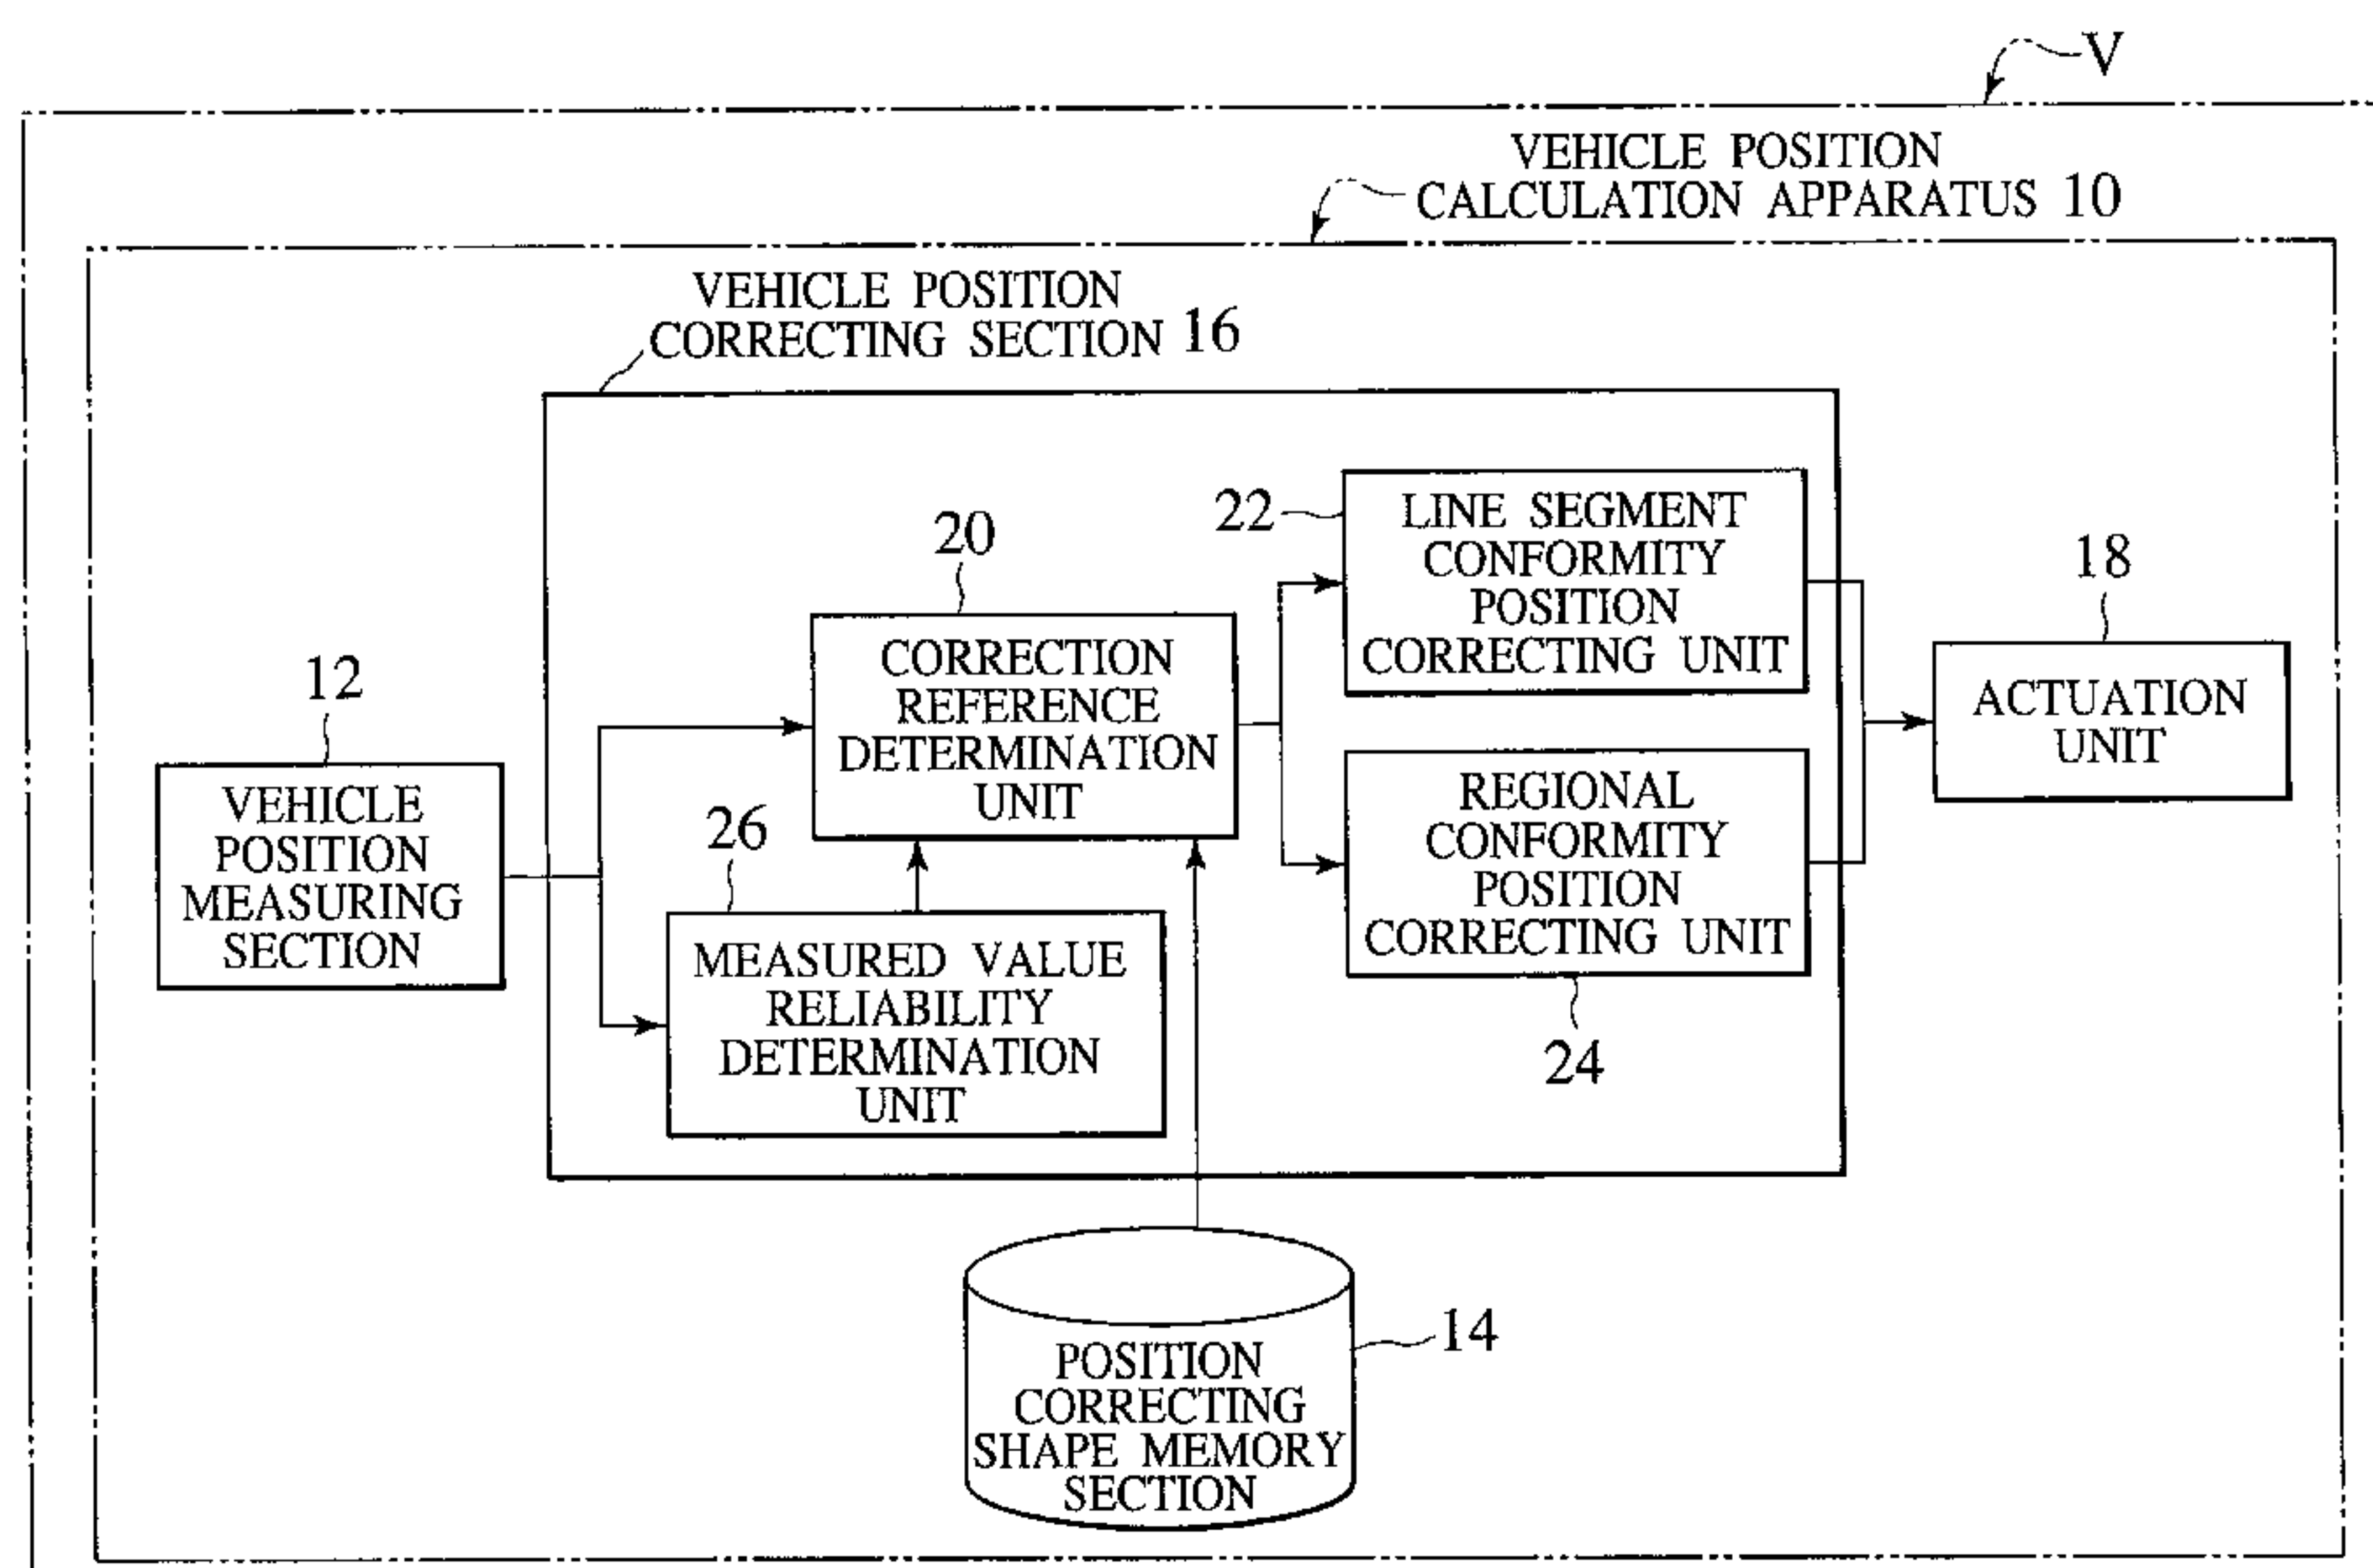 V
VEHICLE POSITION
CALCULATION APPARATUS 10
VEHICLE POSITION
CORRECTING SECTION 16
12
VEHICLE
POSITION
MEASURING
SECTION
20
CORRECTION
REFERENCE
DETERMINATION
UNIT
26
MEASURED VALUE
RELIABILITY
DETERMINATION
UNIT
22
LINE SEGMENT
CONFORMITY
POSITION
CORRECTING UNIT
REGIONAL
CONFORMITY
POSITION
CORRECTING UNIT
24
18
ACTUATION
UNIT
14
POSITION
CORRECTING
SHAPE MEMORY
SECTION